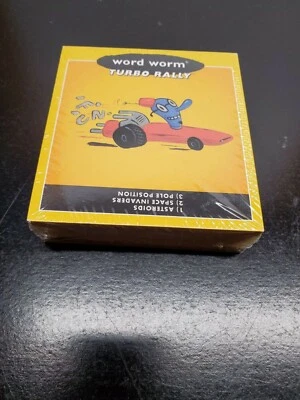 word worm®
TURBO RALLY
1) ASTEROIDS
2) SPACE INVADERS
3) POLE POSITION